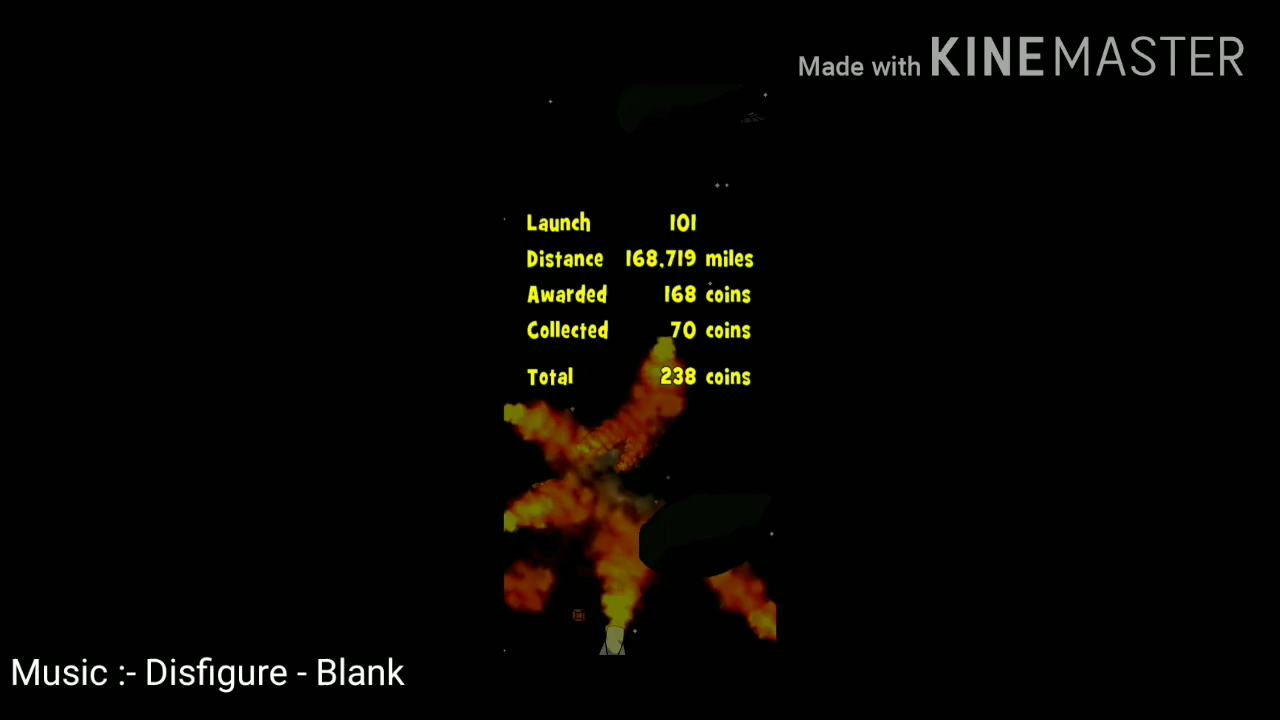 Made with KINEMASTER
Launch 101
Distance 168,719 miles
Awarded 168 coins
Collected 70 coins
Total 238 coins
Music :- Disfigure - Blank